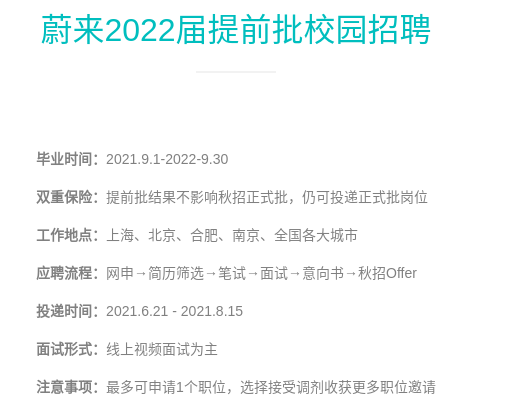 蔚来2022届提前批校园招聘
毕业时间：2021.9.1-2022-9.30
双重保险：提前批结果不影响秋招正式批，仍可投递正式批岗位
工作地点：上海、北京、合肥、南京、全国各大城市
应聘流程：网申→简历筛选→笔试→面试→意向书→秋招Offer
投递时间：2021.6.21 - 2021.8.15
面试形式：线上视频面试为主
注意事项：最多可申请1个职位，选择接受调剂收获更多职位邀请